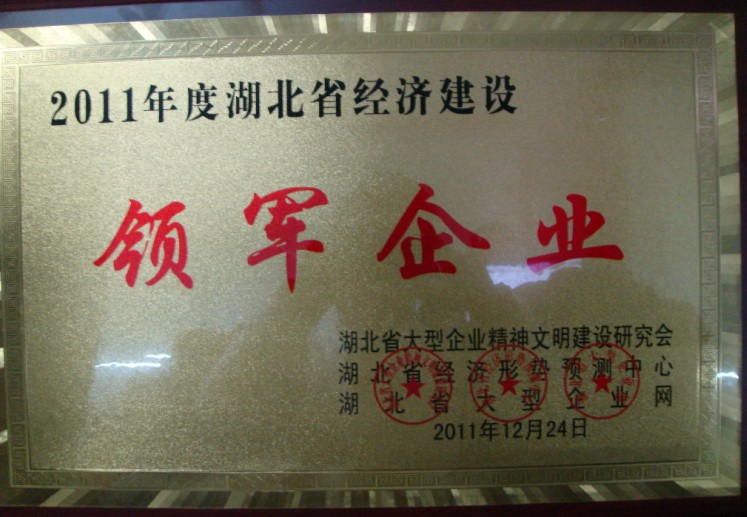 2011年度湖北省经济建设
领军企业
湖北省大型企业精神文明建设研究会
湖北省经济形势预测中心
湖北省大型企业网
2011年12月24日